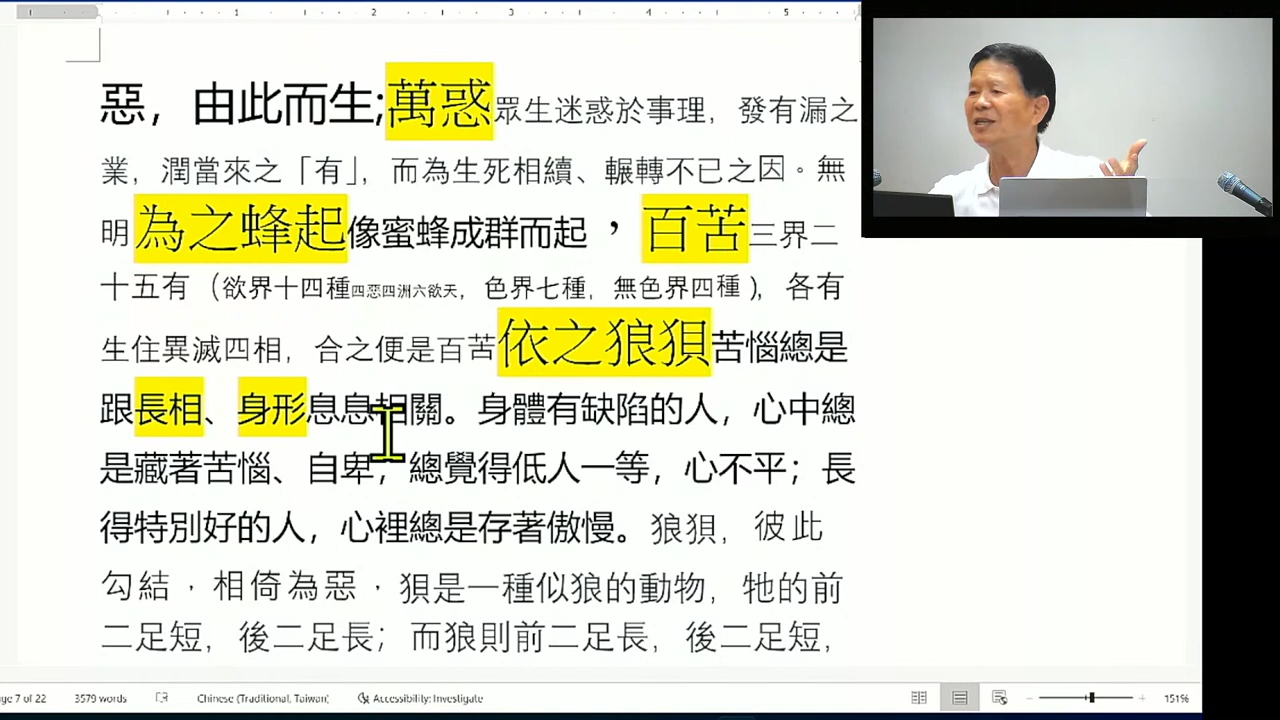 1 1 2 3 4 5
惡，由此而生;萬惑眾生迷惑於事理，發有漏之
業，潤當來之「有」，而為生死相續、輾轉不已之因。無
明為之蜂起像蜜蜂成群而起，百苦三界二
十五有（欲界十四種四惡四洲六欲天，色界七種，無色界四種），各有
生住異滅四相，合之便是百苦依之狼狽苦惱總是
跟長相、身形息息相關。身體有缺陷的人，心中總
是藏著苦惱、自卑，總覺得低人一等，心不平；長
得特別好的人，心裡總是存著傲慢。狼狽，彼此
勾結，相倚為惡，狽是一種似狼的動物，牠的前
二足短，後二足長；而狼則前二足長，後二足短，
ge 7 of 22 3579 words Chinese (Traditional, Taiwan) Accessibility: Investigate 151%